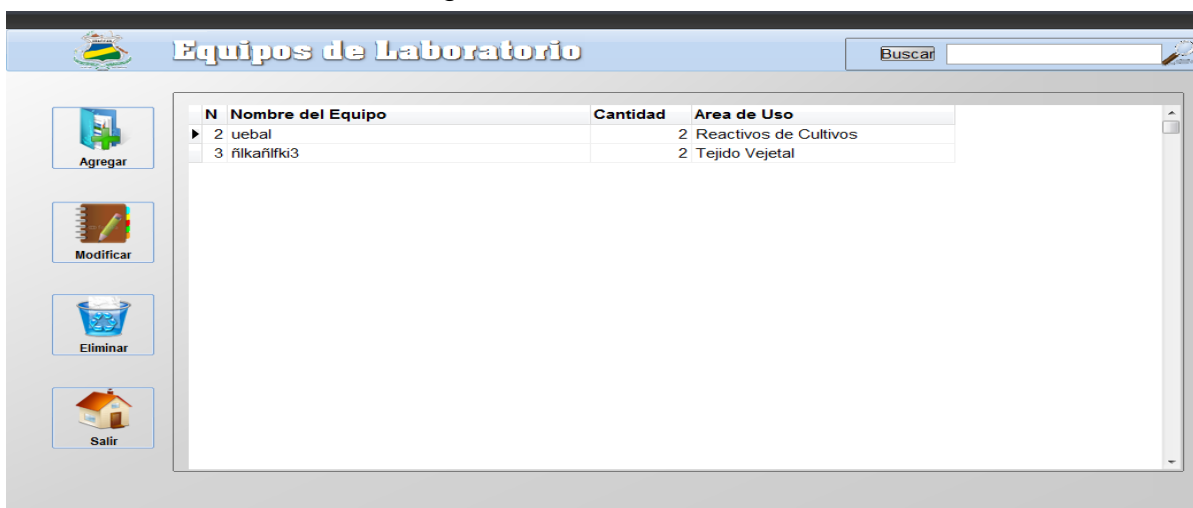 Equipos de Laboratorio
Buscar
N Nombre del Equipo Cantidad Area de Uso
2 uebal 2 Reactivos de Cultivos
3 ñlkañlfki3 2 Tejido Vejetal
Agregar
Modificar
Eliminar
Salir